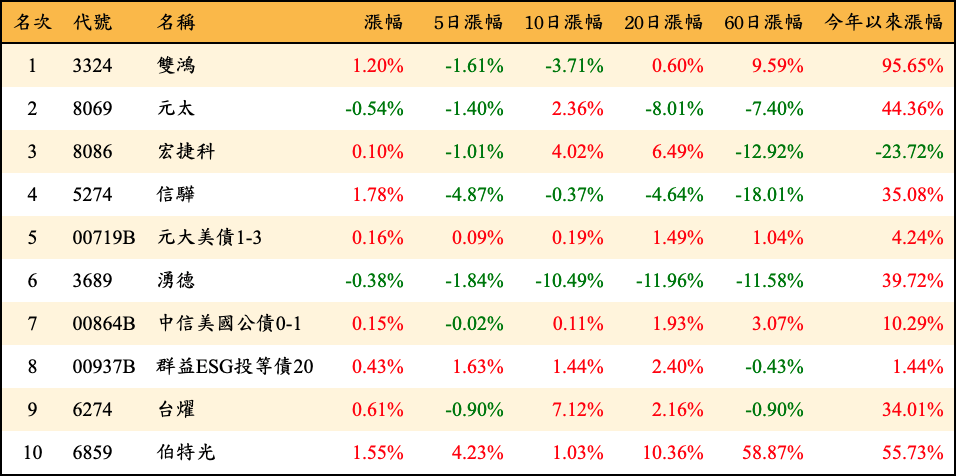 名次 代號 名稱 漲幅 5日漲幅 10日漲幅 20日漲幅 60日漲幅 今年以來漲幅
1 3324 雙鴻 1.20% -1.61% -3.71% 0.60% 9.59% 95.65%
2 8069 元太 -0.54% -1.40% 2.36% -8.01% -7.40% 44.36%
3 8086 宏捷科 0.10% -1.01% 4.02% 6.49% -12.92% -23.72%
4 5274 信驊 1.78% -4.87% -0.37% -4.64% -18.01% 35.08%
5 00719B 元大美債1-3 0.16% 0.09% 0.19% 1.49% 1.04% 4.24%
6 3689 湧德 -0.38% -1.84% -10.49% -11.96% -11.58% 39.72%
7 00864B 中信美國公債0-1 0.15% -0.02% 0.11% 1.93% 3.07% 10.29%
8 00937B 群益ESG投等債20 0.43% 1.63% 1.44% 2.40% -0.43% 1.44%
9 6274 台燿 0.61% -0.90% 7.12% 2.16% -0.90% 34.01%
10 6859 伯特光 1.55% 4.23% 1.03% 10.36% 58.87% 55.73%